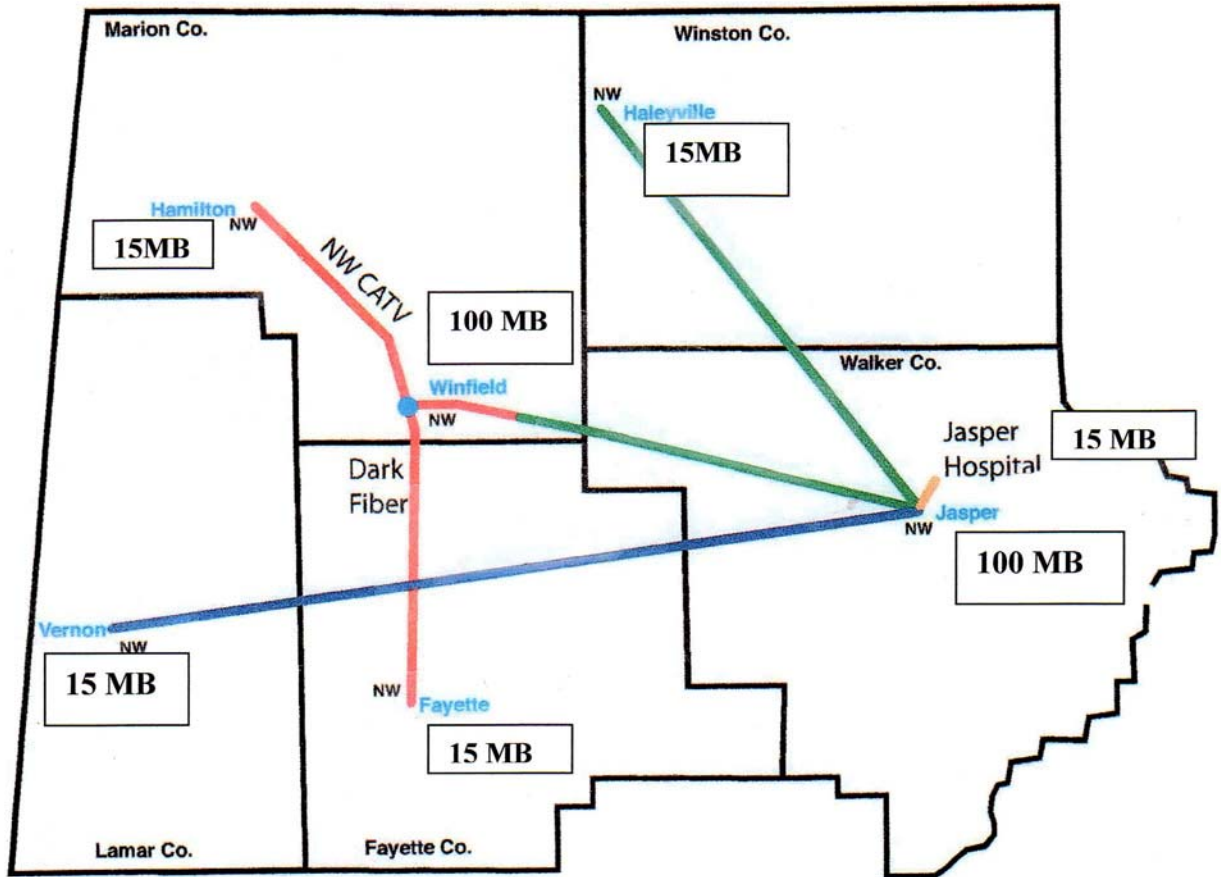 Marion Co.
Winston Co.
NW
Haleyville
15MB
Hamilton
NW
15MB
NW CATV
100 MB
Winfield
NW
Walker Co.
Jasper
Hospital
15 MB
Dark
Fiber
Jasper
NW
100 MB
Vernon
NW
15 MB
NW
Fayette
15 MB
Lamar Co.
Fayette Co.